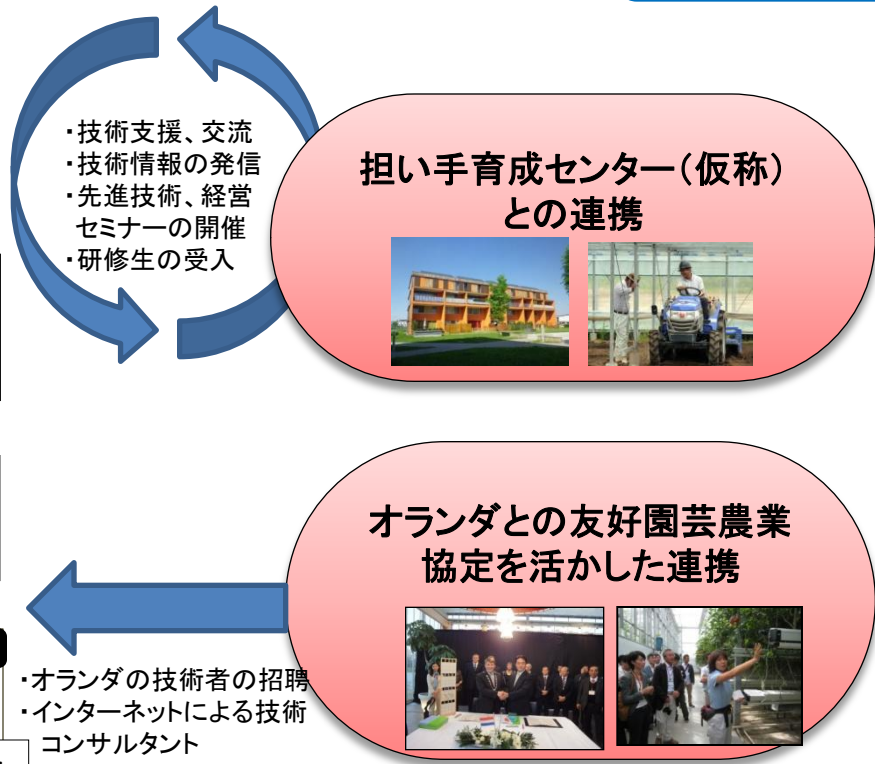 ・技術支援、交流
・技術情報の発信
・先進技術、経営
セミナーの開催
・研修生の受入
担い手育成センター(仮称)
との連携
オランダとの友好園芸農業
協定を活かした連携
・オランダの技術者の招聘
・インターネットによる技術
コンサルタント